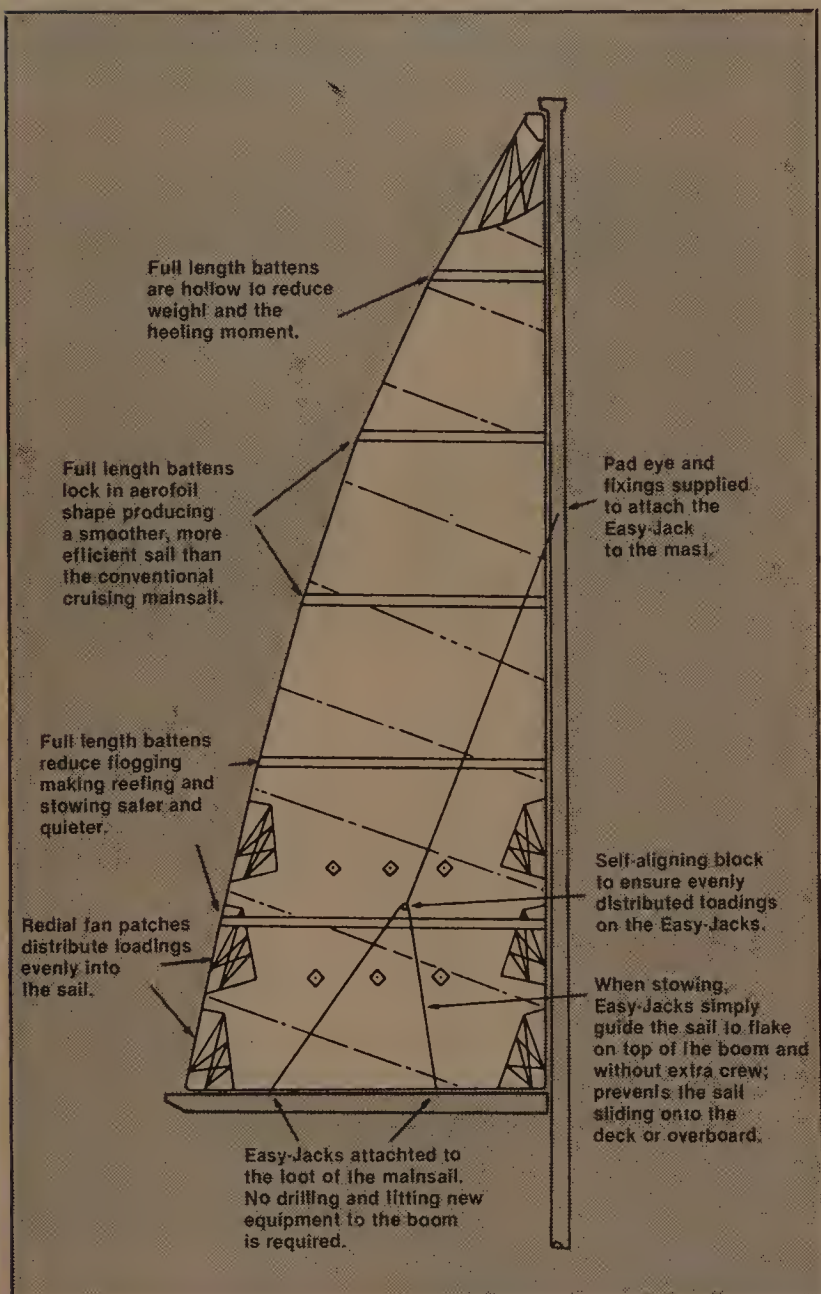 Full length battens
are hollow to reduce
weight and the
heeling moment.
Full length battens
lock in aerofoil
shape producing
a smoother, more
efficient sail than
the conventional
cruising mainsail.
Pad eye and
fixings supplied
to attach the
Easy-Jack
to the mast.
Full length battens
reduce flogging
making reefing and
stowing safer and
quieter.
Redial fan patches
distribute loadings
evenly into
the sail.
Self-aligning block
to ensure evenly
distributed loadings
on the Easy-Jacks.
When stowing,
Easy-Jacks simply
guide the sail to flake
on top of the boom and
without extra crew;
prevents the sail
sliding onto the
deck or overboard.
Easy-Jacks attachted to
the foot of the mainsail.
No drilling and fitting new
equipment to the boom
is required.